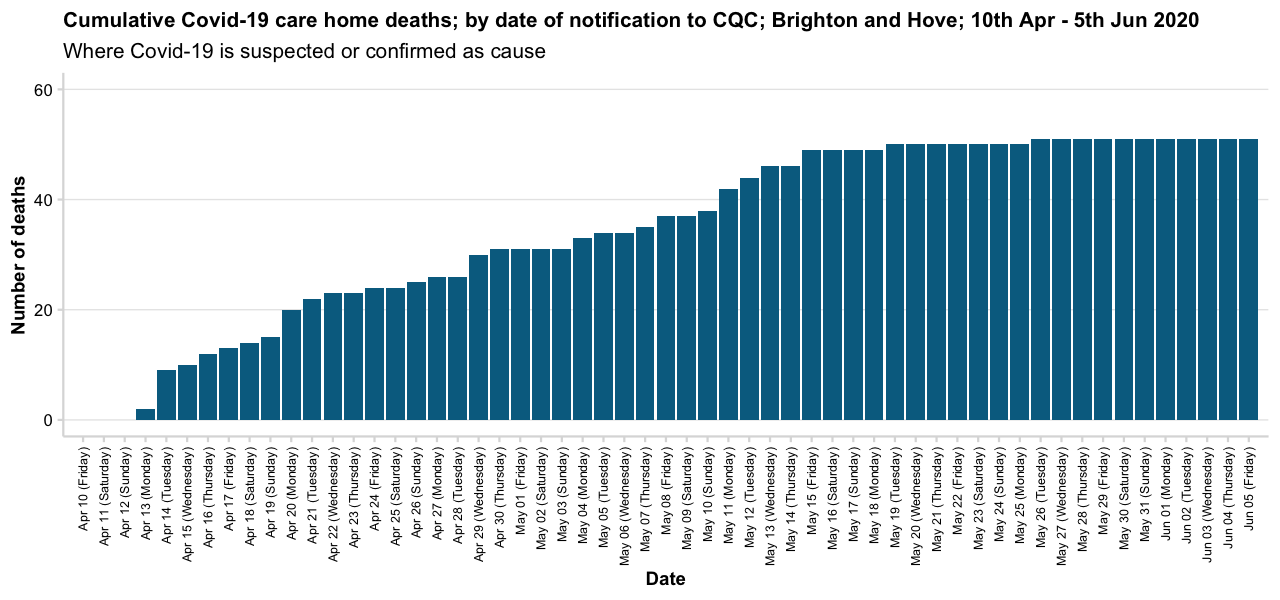 Cumulative Covid-19 care home deaths; by date of notification to CQC; Brighton and Hove; 10th Apr - 5th Jun 2020
Where Covid-19 is suspected or confirmed as cause
Number of deaths
60
40
20
0
Apr 10 (Friday)
Apr 11 (Saturday)
Apr 12 (Sunday)
Apr 13 (Monday)
Apr 14 (Tuesday)
Apr 15 (Wednesday)
Apr 16 (Thursday)
Apr 17 (Friday)
Apr 18 (Saturday)
Apr 19 (Sunday)
Apr 20 (Monday)
Apr 21 (Tuesday)
Apr 22 (Wednesday)
Apr 23 (Thursday)
Apr 24 (Friday)
Apr 25 (Saturday)
Apr 26 (Sunday)
Apr 27 (Monday)
Apr 28 (Tuesday)
Apr 29 (Wednesday)
Apr 30 (Thursday)
May 01 (Friday)
May 02 (Saturday)
May 03 (Sunday)
May 04 (Monday)
May 05 (Tuesday)
May 06 (Wednesday)
May 07 (Thursday)
May 08 (Friday)
May 09 (Saturday)
May 10 (Sunday)
May 11 (Monday)
May 12 (Tuesday)
May 13 (Wednesday)
May 14 (Thursday)
May 15 (Friday)
May 16 (Saturday)
May 17 (Sunday)
May 18 (Monday)
May 19 (Tuesday)
May 20 (Wednesday)
May 21 (Thursday)
May 22 (Friday)
May 23 (Saturday)
May 24 (Sunday)
May 25 (Monday)
May 26 (Tuesday)
May 27 (Wednesday)
May 28 (Thursday)
May 29 (Friday)
May 30 (Saturday)
May 31 (Sunday)
Jun 01 (Monday)
Jun 02 (Tuesday)
Jun 03 (Wednesday)
Jun 04 (Thursday)
Jun 05 (Friday)
Date